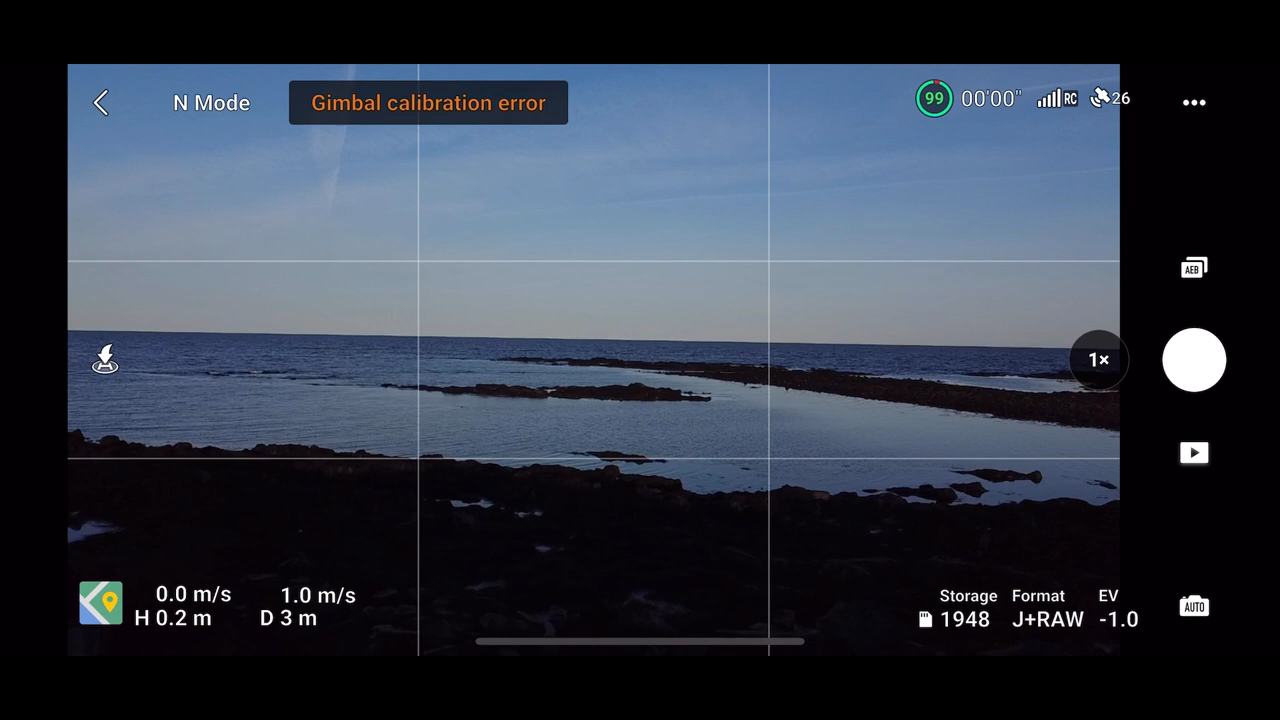 N Mode
Gimbal calibration error
99 00'00" RC 26
AEB
1×
0.0 m/s 1.0 m/s
H 0.2 m D 3 m
Storage Format EV
1948 J+RAW -1.0
AUTO